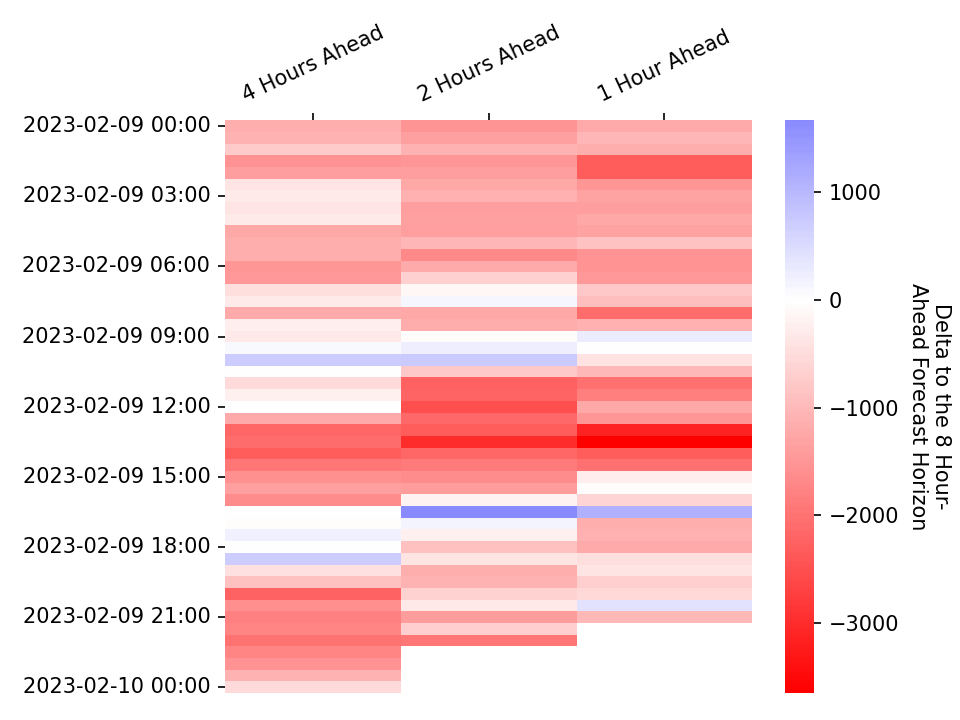 4 Hours Ahead
2 Hours Ahead
1 Hour Ahead
2023-02-09 00:00
2023-02-09 03:00
2023-02-09 06:00
2023-02-09 09:00
2023-02-09 12:00
2023-02-09 15:00
2023-02-09 18:00
2023-02-09 21:00
2023-02-10 00:00
1000
0
−1000
−2000
−3000
Delta to the 8 Hour-
Ahead Forecast Horizon